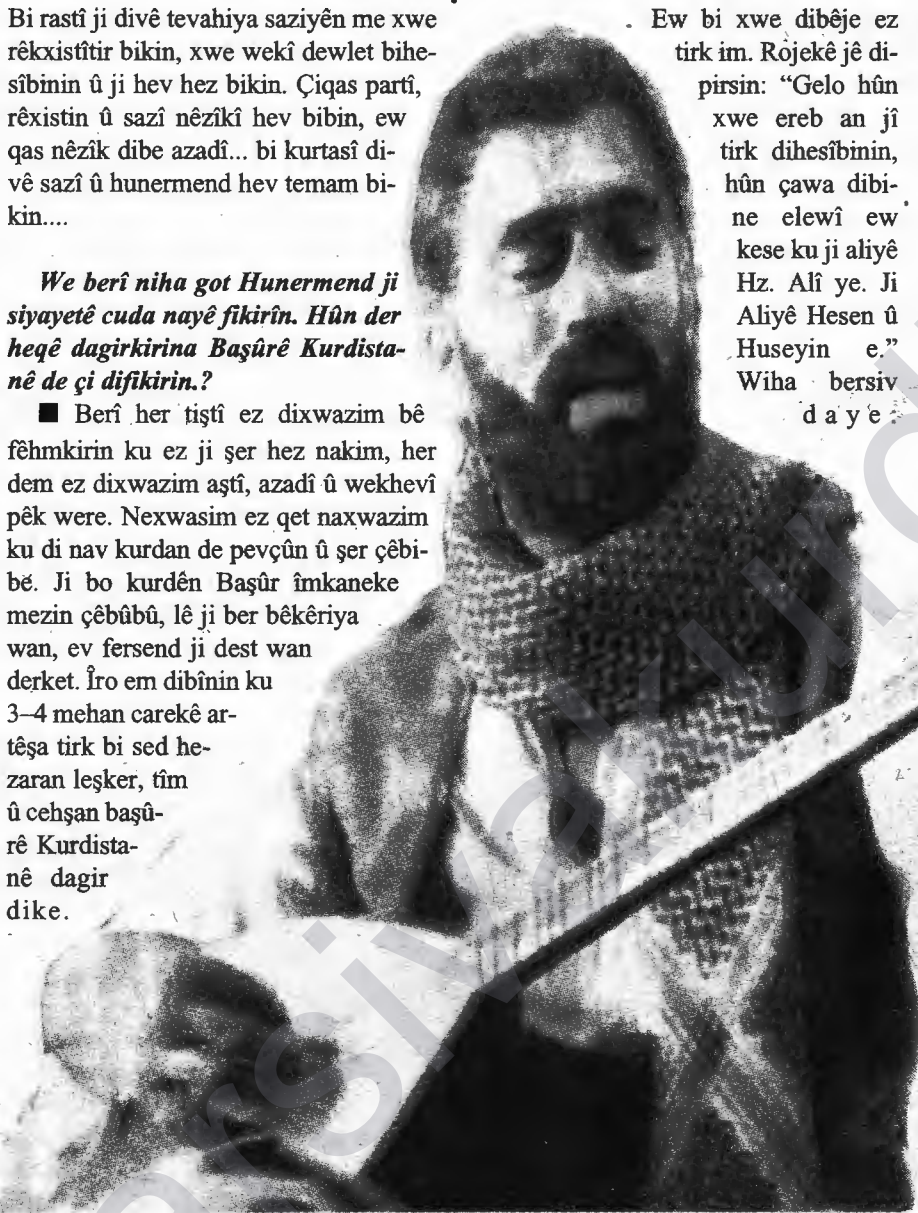 Bi rastî ji divê tevahiya saziyên me xwe
rêkxistîtir bikin, xwe wekî dewlet bihe-
sîbinin û ji hev hez bikin. Çiqas partî,
rêxistin û sazî nêzîkî hev bibin, ew
qas nêzîk dibe azadî... bi kurtasî di-
vê sazî û hunermend hev temam bi-
kin....
We berî niha got Hunermend ji
siyayetê cuda nayê fikirîn. Hûn der
heqê dagirkirina Başûrê Kurdista-
nê de çi difikirin.?
■ Berî her tiştî ez dixwazim bê
fêhmkirin ku ez ji şer hez nakim, her
dem ez dixwazim aştî, azadî û wekhevî
pêk were. Nexwasim ez qet naxwazim
ku di nav kurdan de pevçûn û şer çêbi-
be. Ji bo kurdên Başûr îmkaneke
mezin çêbûbû, lê ji ber bêkêriya
wan, ev fersend ji dest wan
derket. Îro em dibînin ku
3–4 mehan carekê ar-
têşa tirk bi sed he-
zaran leşker, tîm
û cehşan başû-
rê Kurdista-
nê dagir
dike.
Ew bi xwe dibêje ez
tirk im. Rojekê jê di-
pirsin: “Gelo hûn
xwe ereb an jî
tirk dihesîbinin,
hûn çawa dibi-
ne elewî ew
kese ku ji aliyê
Hz. Alî ye. Ji
Aliyê Hesen û
Huseyin e.”
Wiha bersiv
daye: